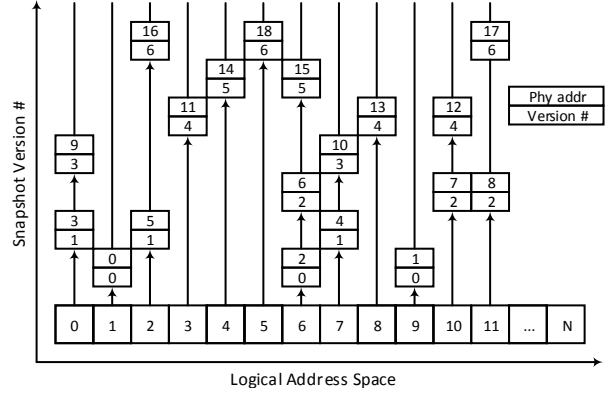 16 18 17
6 6 6
14 15
5 5
Phy addr
Version #
11 13 12
4 4 4
9 10
3 3
6 7 8
2 2 2
3 5 4
1 1 1
0 2 1
0 0 0
0 1 2 3 4 5 6 7 8 9 10 11 ... N
Snapshot Version #
Logical Address Space